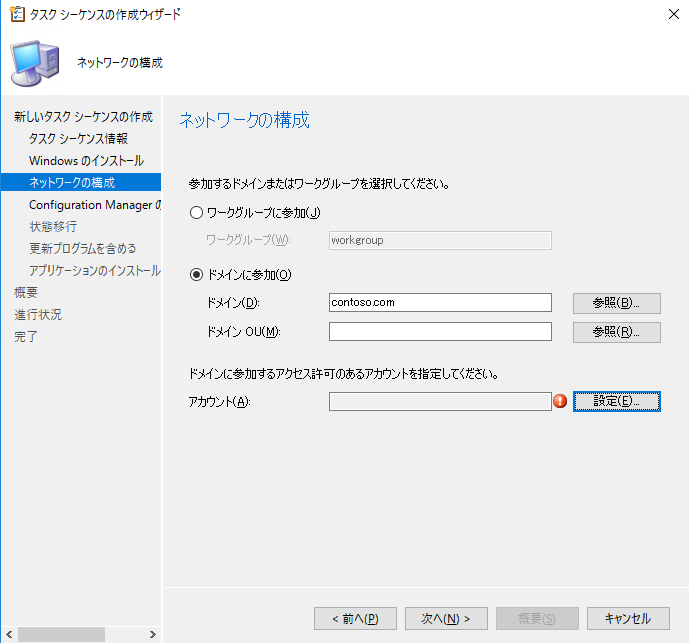 タスク シーケンスの作成ウィザード
ネットワークの構成
新しいタスク シーケンスの作成
タスク シーケンス情報
Windows のインストール
ネットワークの構成
Configuration Manager の
状態移行
更新プログラムを含める
アプリケーションのインストール
概要
進行状況
完了
ネットワークの構成
参加するドメインまたはワークグループを選択してください。
ワークグループに参加(J)
ワークグループ(W): workgroup
ドメインに参加(O)
ドメイン(D): contoso.com 参照(B)...
ドメイン OU(M): 参照(R)...
ドメインに参加するアクセス許可のあるアカウントを指定してください。
アカウント(A): 設定(E)...
< 前へ(P) 次へ(N) > 概要(S) キャンセル